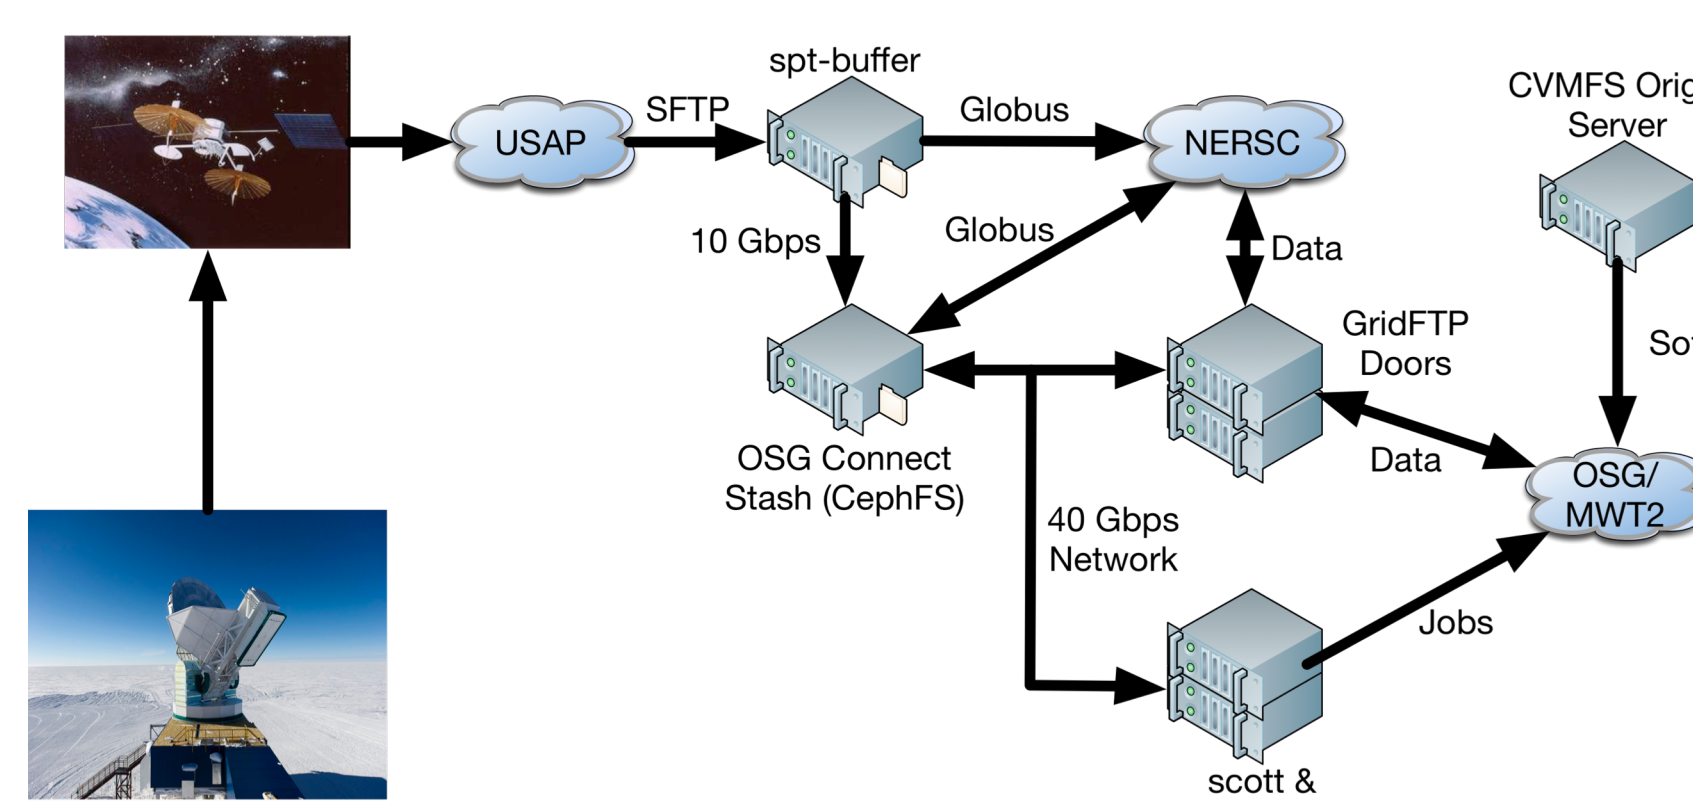 spt-buffer
SFTP
Globus
USAP
NERSC
CVMFS
Server
10 Gbps
Globus
Data
GridFTP
Doors
OSG Connect
Stash (CephFS)
Data
OSG/
MWT2
40 Gbps
Network
Jobs
scott &